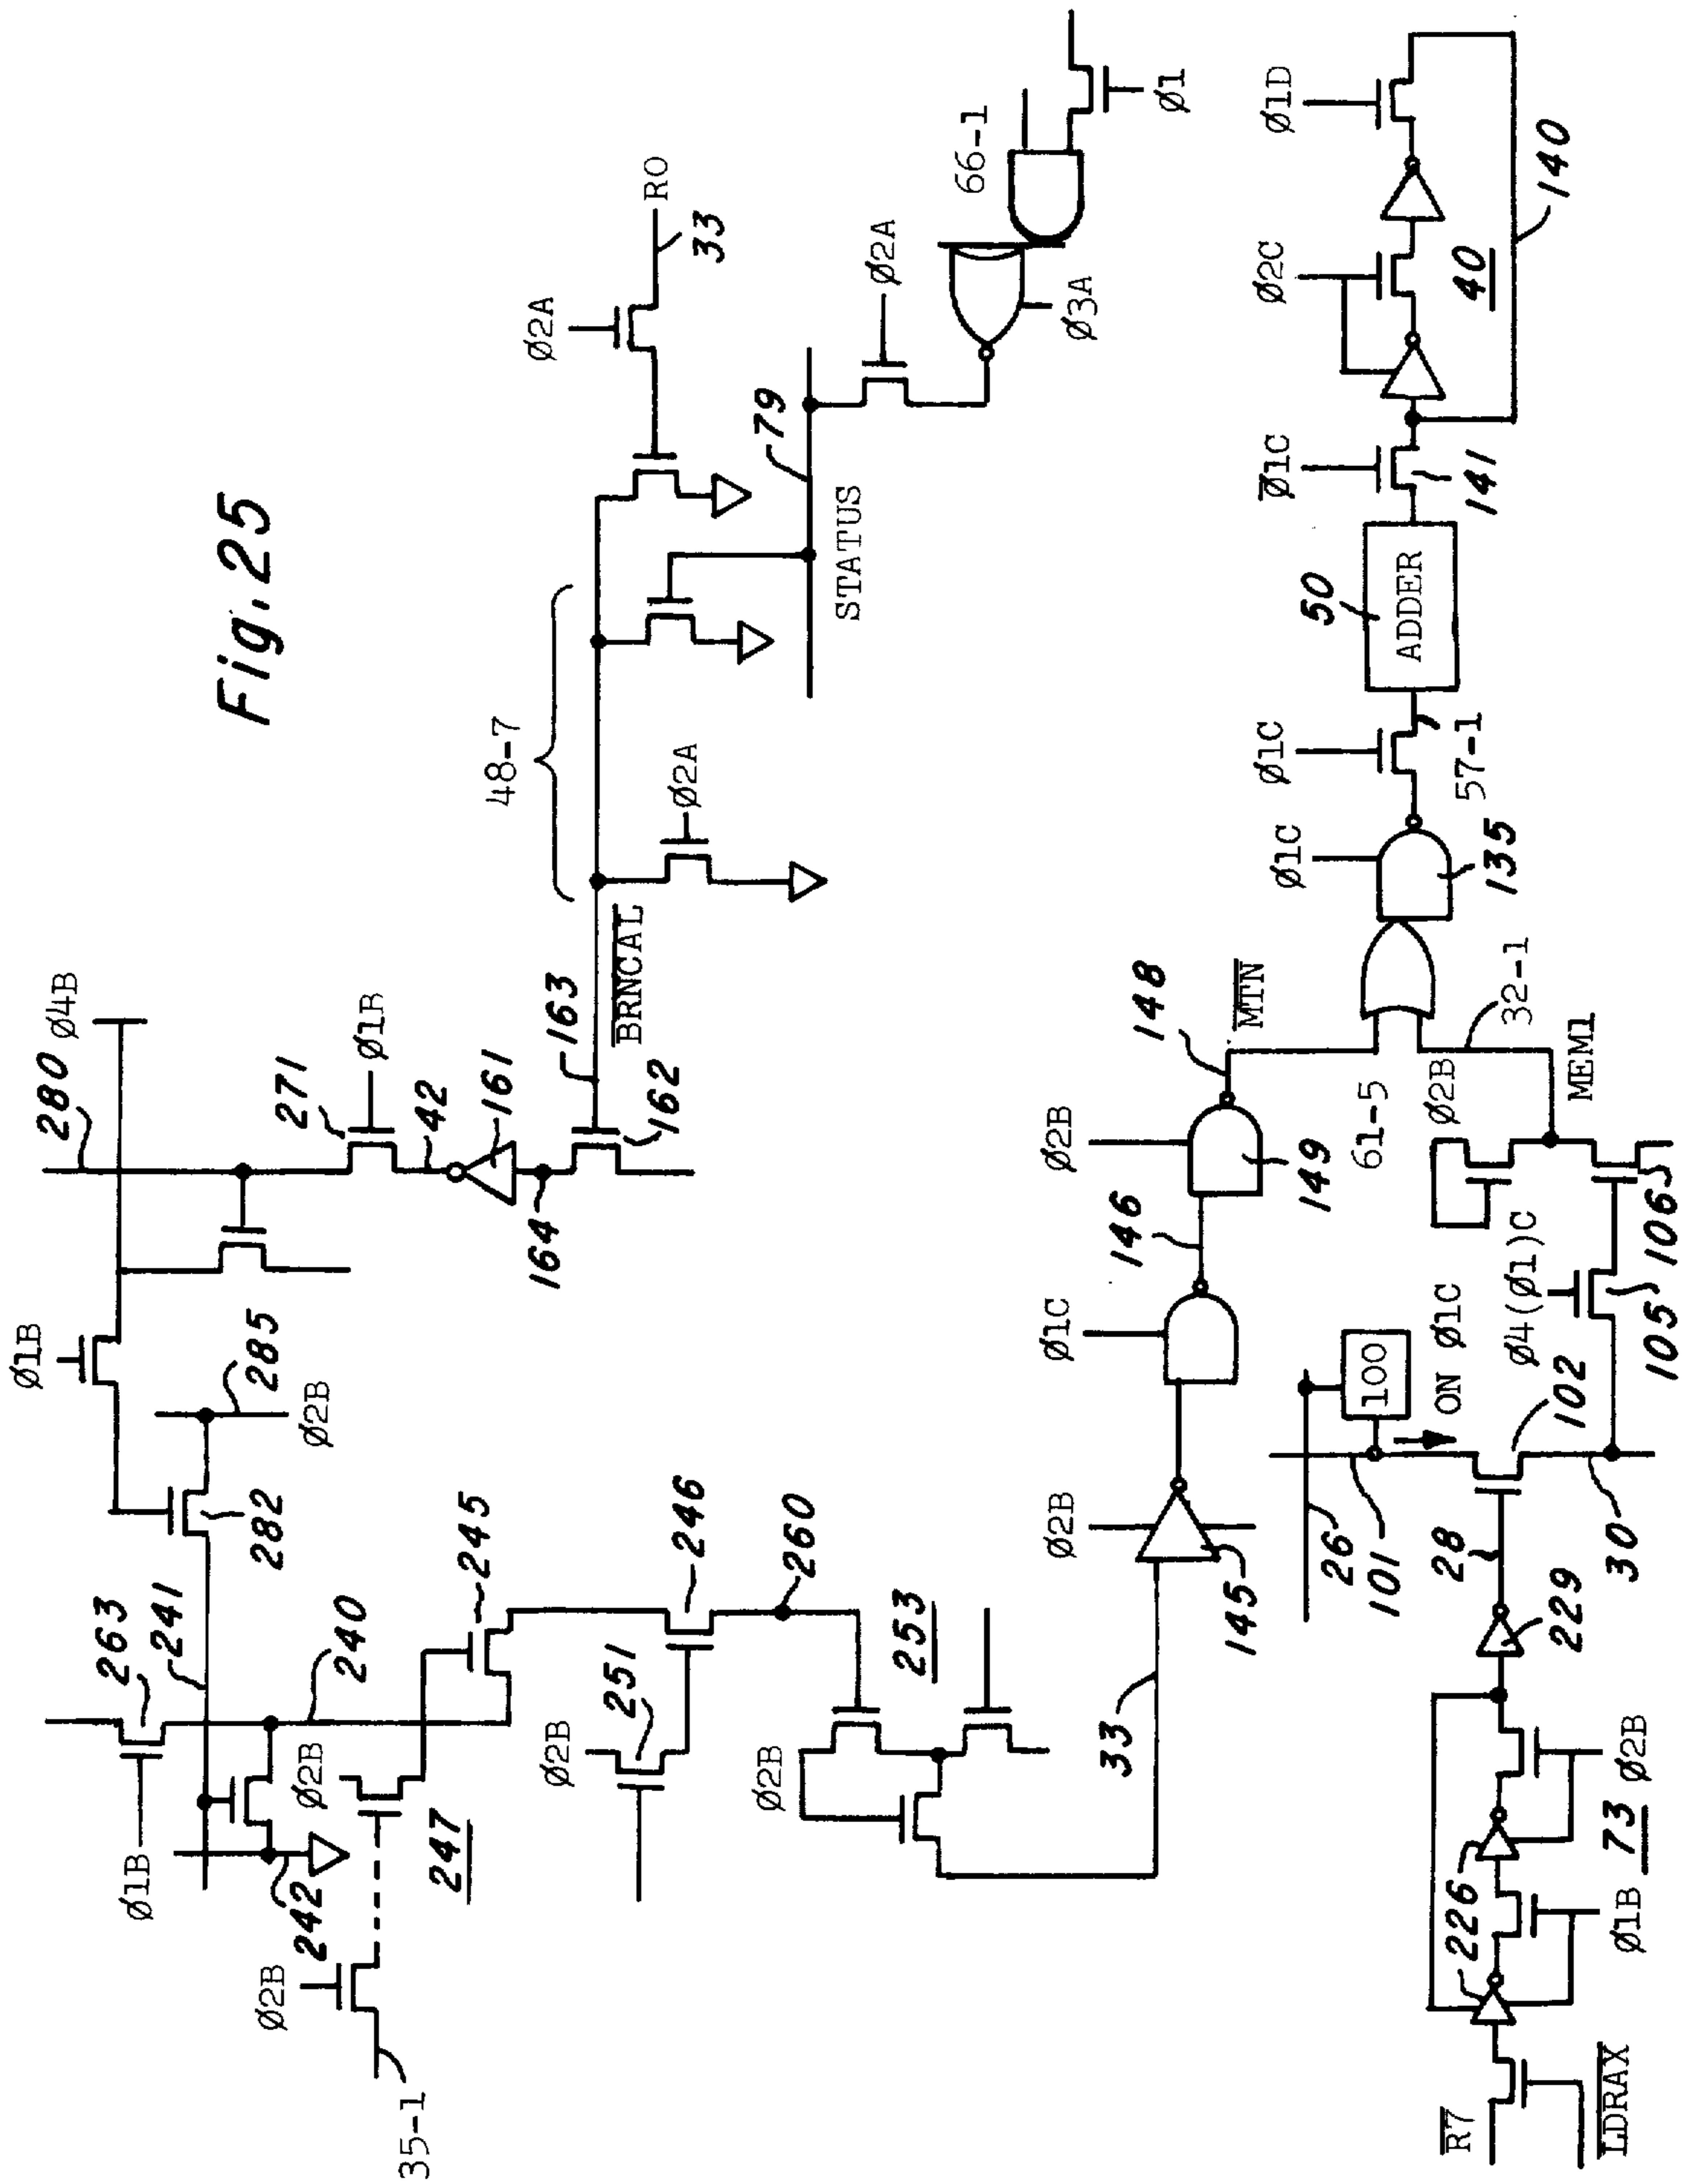 Fig. 25
280
Ø4B
Ø1B
271
Ø1B
42
161
164
162
163
BRNCAL
48-7
Ø2A
Ø2A
RO
33
79
STATUS
Ø2A
66-1
Ø3A
Ø1
285
Ø2B
282
263
241
Ø1B
240
242
Ø2B
Ø2B
247
35-1
245
246
251
Ø2B
260
253
Ø2B
33
Ø2B
145
Ø1C
146
Ø2B
149
148
MTN
61-5
Ø2B
MEM1
32-1
Ø1C
135
Ø1C
57-1
50
ADDER
Ø1C
141
Ø2C
40
Ø1D
140
26
101
100
ON Ø1C
102
28
30
Ø4(Ø1)C
105
106
229
73
226
Ø1B
Ø2B
R7
LDRAX